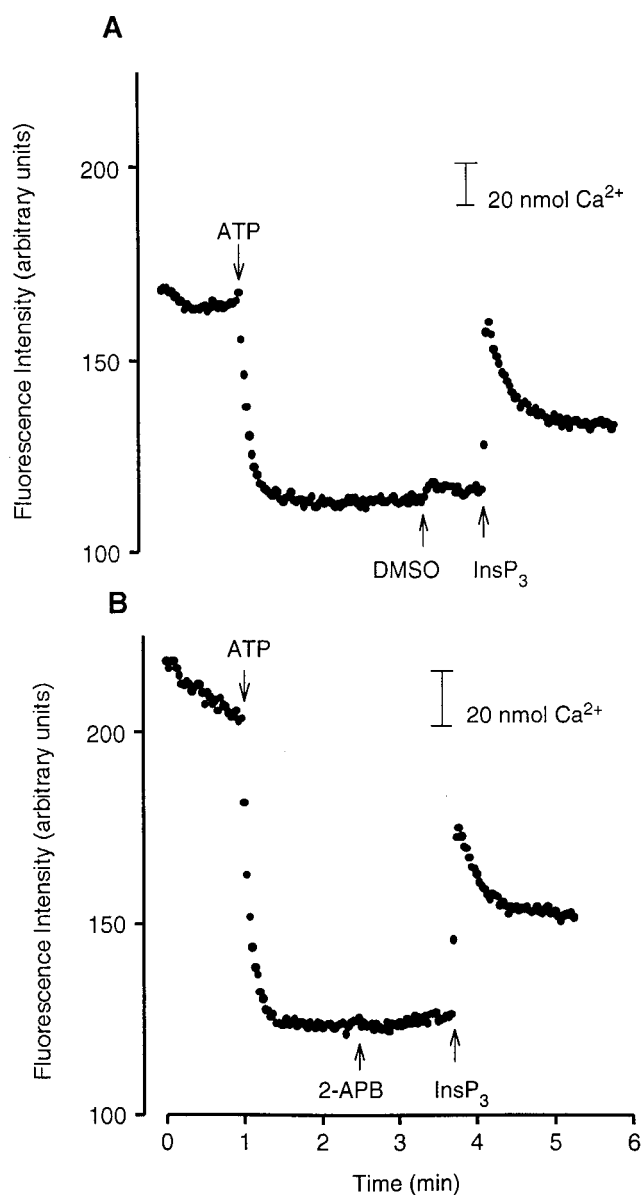 A
Fluorescence Intensity (arbitrary units)
200
150
100
ATP
20 nmol Ca²⁺
DMSO
InsP₃
B
Fluorescence Intensity (arbitrary units)
200
150
100
ATP
20 nmol Ca²⁺
2-APB
InsP₃
0 1 2 3 4 5 6
Time (min)